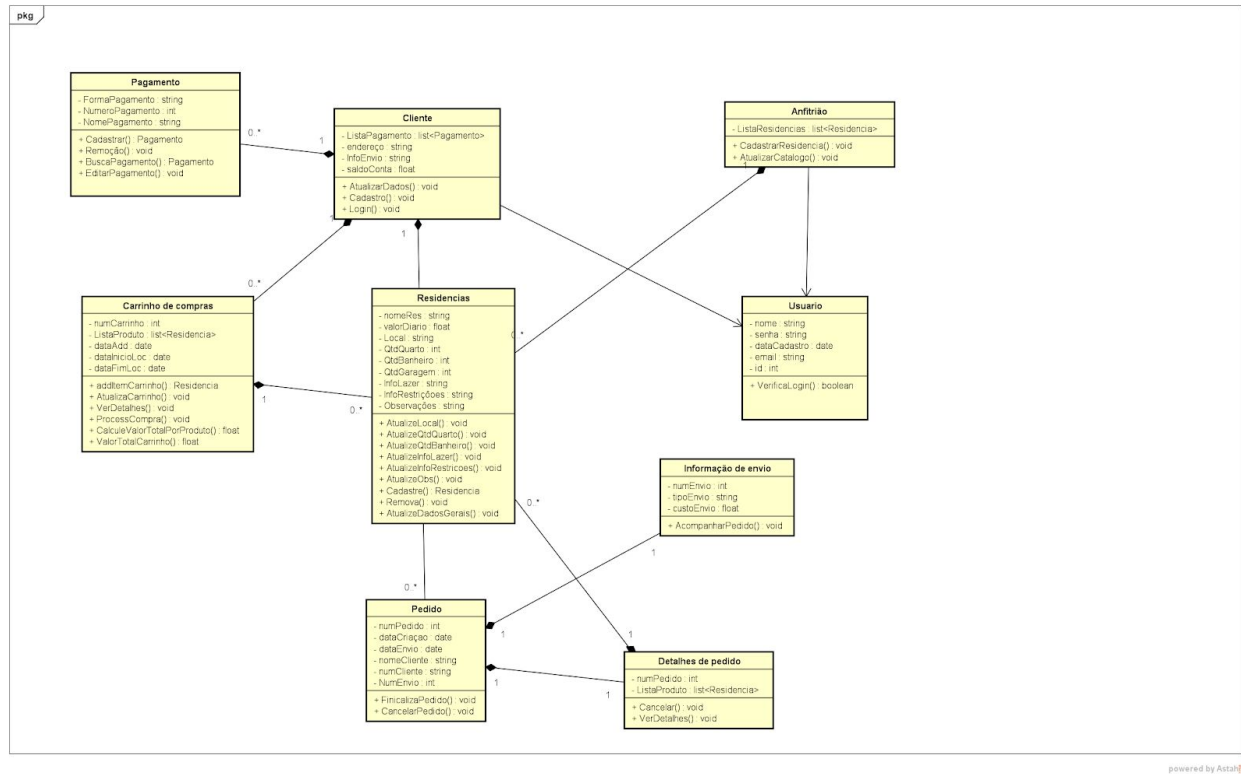 pkg
Pagamento
- FormaPagamento : string
- NumeroPagamento : int
- NomePagamento : string
+ Cadastrar() : Pagamento
+ Remoção() : void
+ BuscaPagamento() : Pagamento
+ EditarPagamento() : void
0..*
1
Cliente
- ListaPagamento : list<Pagamento>
- endereço : string
- InfoEnvio : string
- saldoConta : float
+ AtualizarDados() : void
+ Cadastro() : void
+ Login() : void
1
1
0..*
Anfitrião
- ListaResidencias : list<Residencia>
+ CadastrarResidencia() : void
+ AtualizarCatalogo() : void
1
0..*
Carrinho de compras
- numCarrinho : int
- ListaProduto : list<Residencia>
- dataAdd : date
- dataInicioLoc : date
- dataFimLoc : date
+ addItemCarrinho() : Residencia
+ AtualizaCarrinho() : void
+ VerDetalhes() : void
+ ProcessCompra() : void
+ CalculeValorTotalPorProduto() : float
+ ValorTotalCarrinho() : float
1
0..*
Residencias
- nomeRes : string
- valorDiario : float
- Local : string
- QtdQuarto : int
- QtdBanheiro : int
- QtdGaragem : int
- InfoLazer : string
- InfoRestriçóoes : string
- Observações : string
+ AtualizeLocal() : void
+ AtualizeQtdQuarto() : void
+ AtualizeQtdBanheiro() : void
+ AtualizeInfoLazer() : void
+ AtualizeInfoRestricoes() : void
+ AtualizeObs() : void
+ Cadastre() : Residencia
+ Remova() : void
+ AtualizeDadosGerais() : void
Usuario
- nome : string
- senha : string
- dataCadastro : date
- email : string
- id : int
+ VerificaLogin() : boolean
Informação de envio
- numEnvio : int
- tipoEnvio : string
- custoEnvio : float
+ AcompanharPedido() : void
0..*
1
0..*
Pedido
- numPedido : int
- dataCriaçao : date
- dataEnvio : date
- nomeCliente : string
- numCliente : string
- NumEnvio : int
+ FinicalizaPedido() : void
+ CancelarPedido() : void
1
1
1
1
Detalhes de pedido
- numPedido : int
- ListaProduto : list<Residencia>
+ Cancelar() : void
+ VerDetalhes() : void
powered by Astah